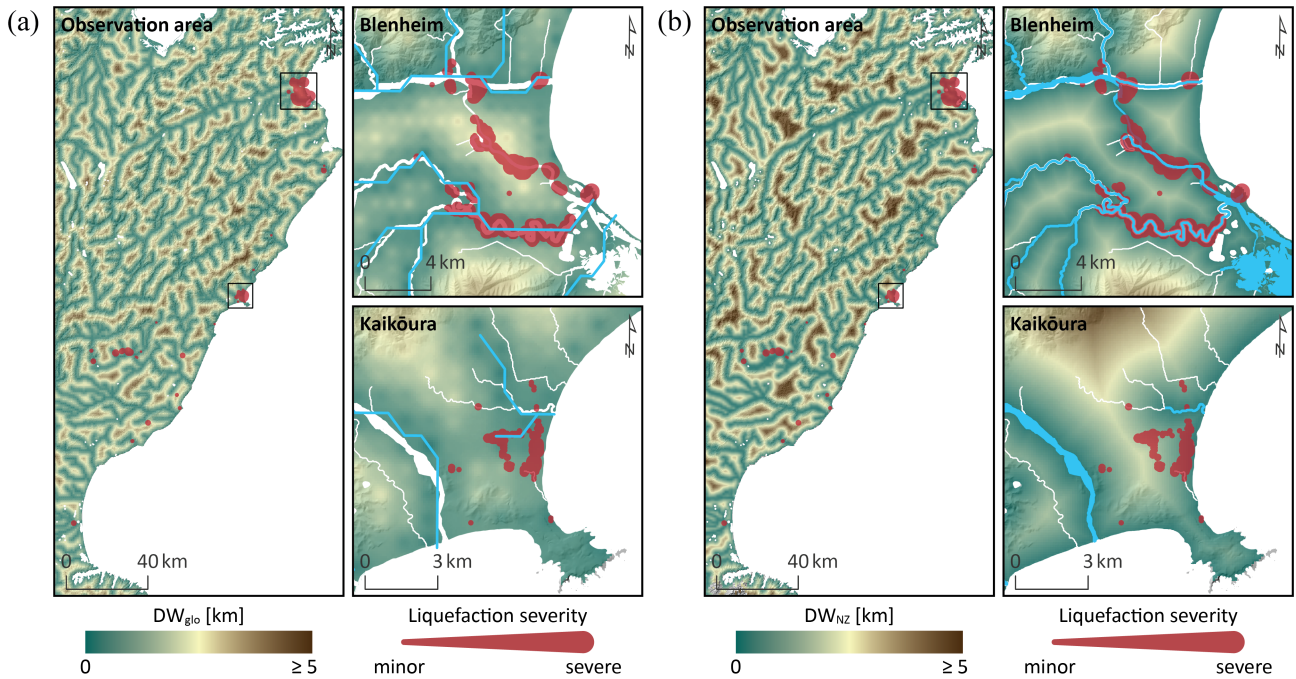 (a)
Observation area
N
Blenheim
N
0 4 km
Kaikōura
N
0 3 km
0 40 km
DWglo [km]
0 ≥ 5
Liquefaction severity
minor severe
(b)
Observation area
N
Blenheim
N
0 4 km
Kaikōura
N
0 3 km
0 40 km
DWNZ [km]
0 ≥ 5
Liquefaction severity
minor severe